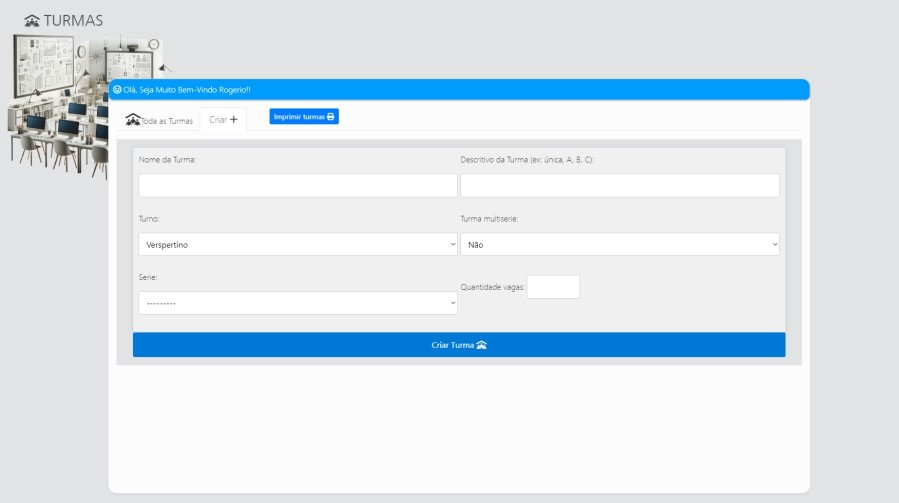 TURMAS
Olá, Seja Muito Bem-Vindo Rogerio!!
Toda as Turmas Criar + Imprimir turmas
Nome da Turma: Descritivo da Turma (ex: única, A, B, C):
Turno: Turma multiserie:
Verspertino Não
Serie: Quantidade vagas:
---------
Criar Turma